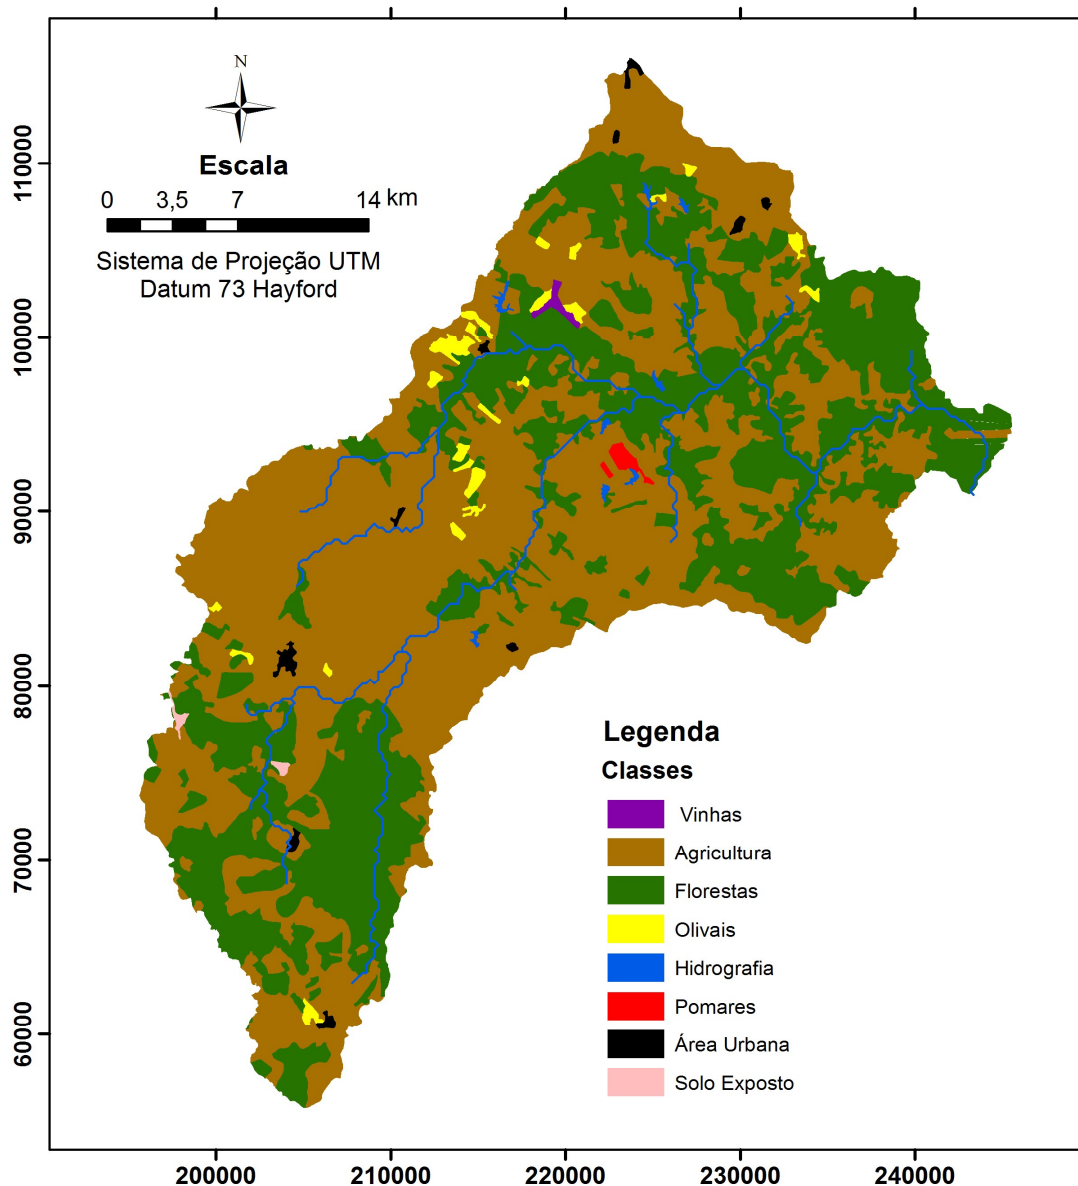 N
Escala
0 3,5 7 14 km
Sistema de Projeção UTM
Datum 73 Hayford
110000
100000
90000
80000
70000
60000
Legenda
Classes
Vinhas
Agricultura
Florestas
Olivais
Hidrografia
Pomares
Área Urbana
Solo Exposto
200000 210000 220000 230000 240000